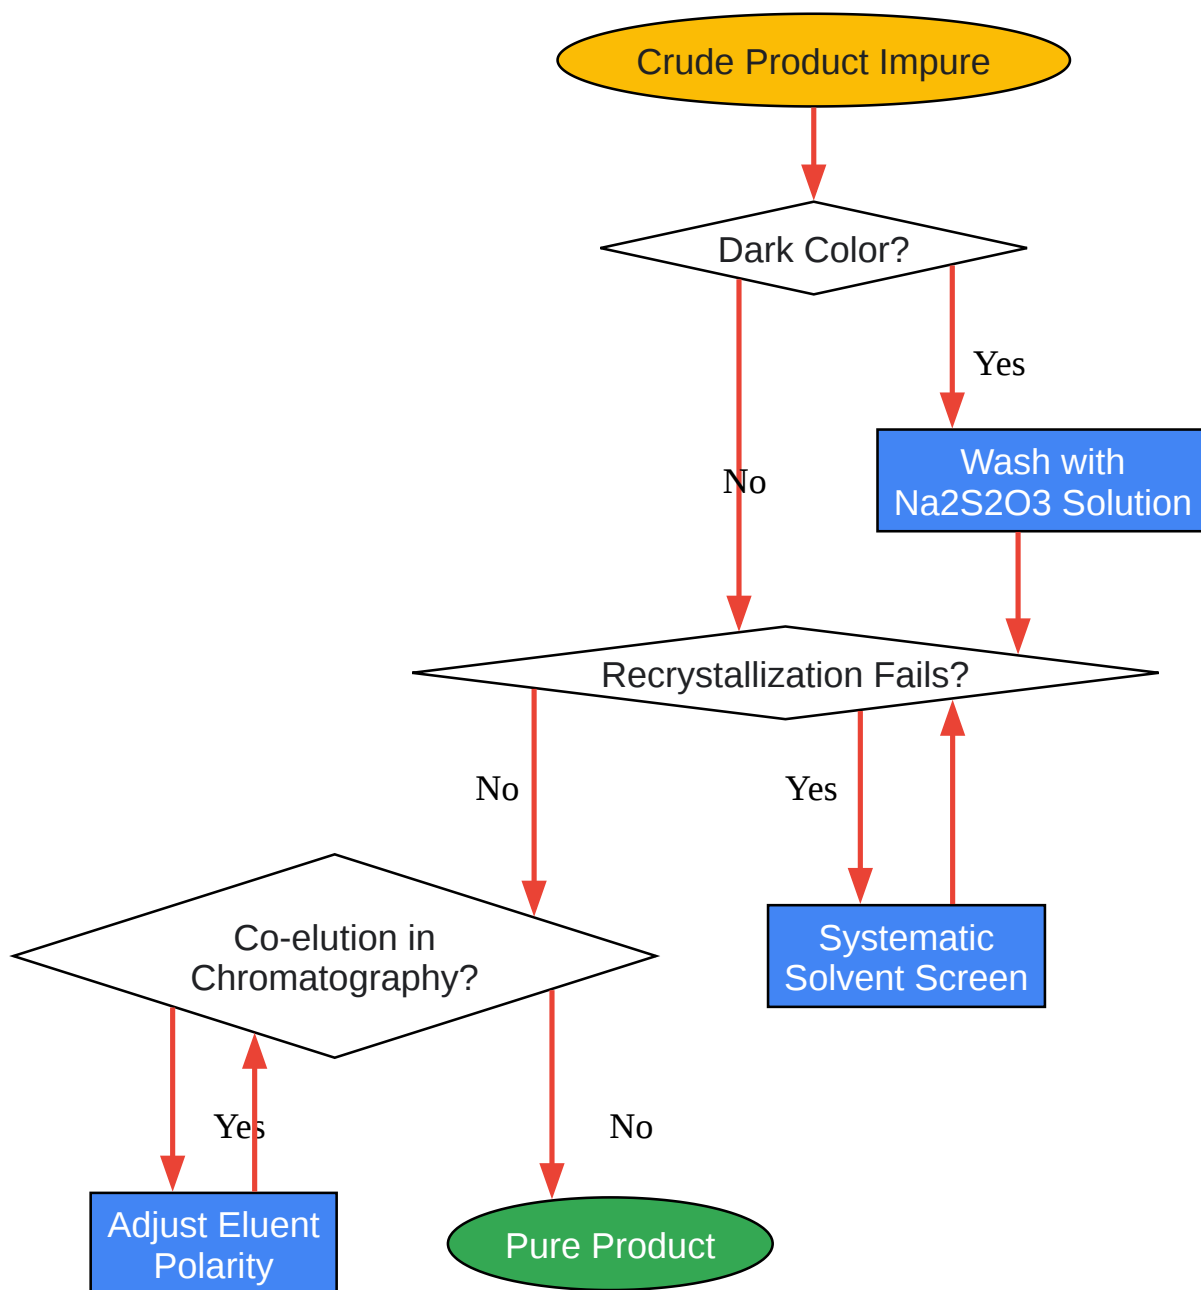 Crude Product Impure
Dark Color?
Yes
No
Wash with
Na2S2O3 Solution
Recrystallization Fails?
No
Yes
Co-elution in
Chromatography?
Systematic
Solvent Screen
Yes
No
Adjust Eluent
Polarity
Pure Product